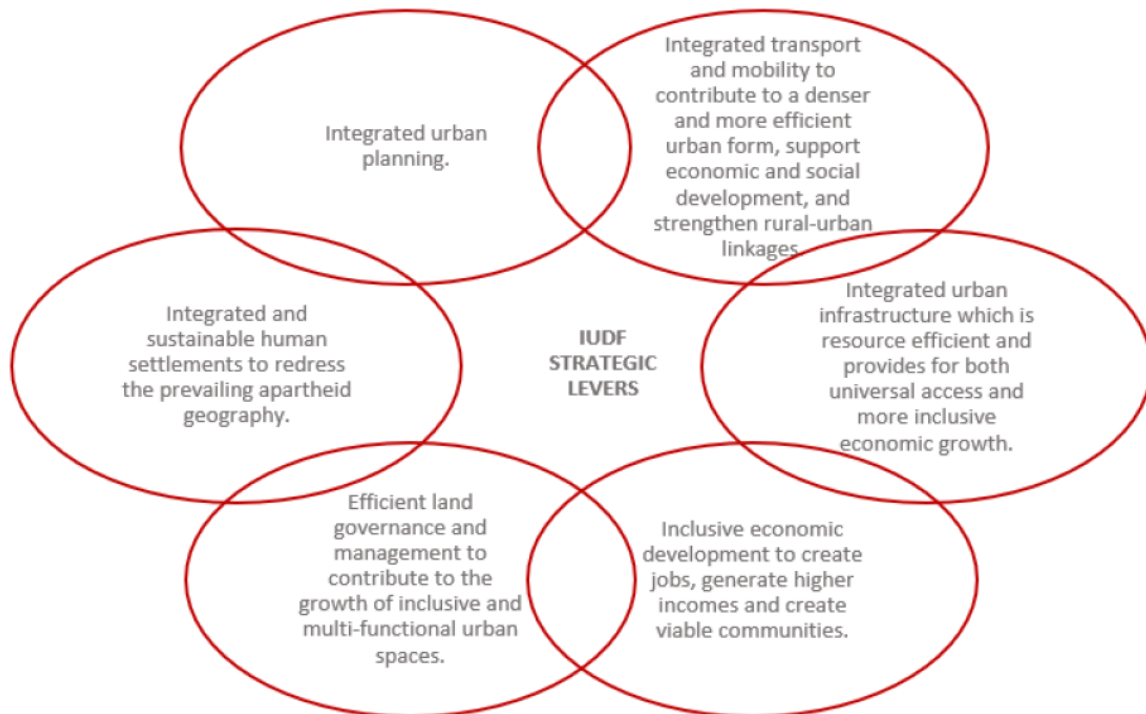 Integrated urban
planning.
Integrated transport
and mobility to
contribute to a denser
and more efficient
urban form, support
economic and social
development, and
strengthen rural-urban
linkages.
Integrated and
sustainable human
settlements to redress
the prevailing apartheid
geography.
IUDF
STRATEGIC
LEVERS
Integrated urban
infrastructure which is
resource efficient and
provides for both
universal access and
more inclusive
economic growth.
Efficient land
governance and
management to
contribute to the
growth of inclusive and
multi-functional urban
spaces.
Inclusive economic
development to create
jobs, generate higher
incomes and create
viable communities.